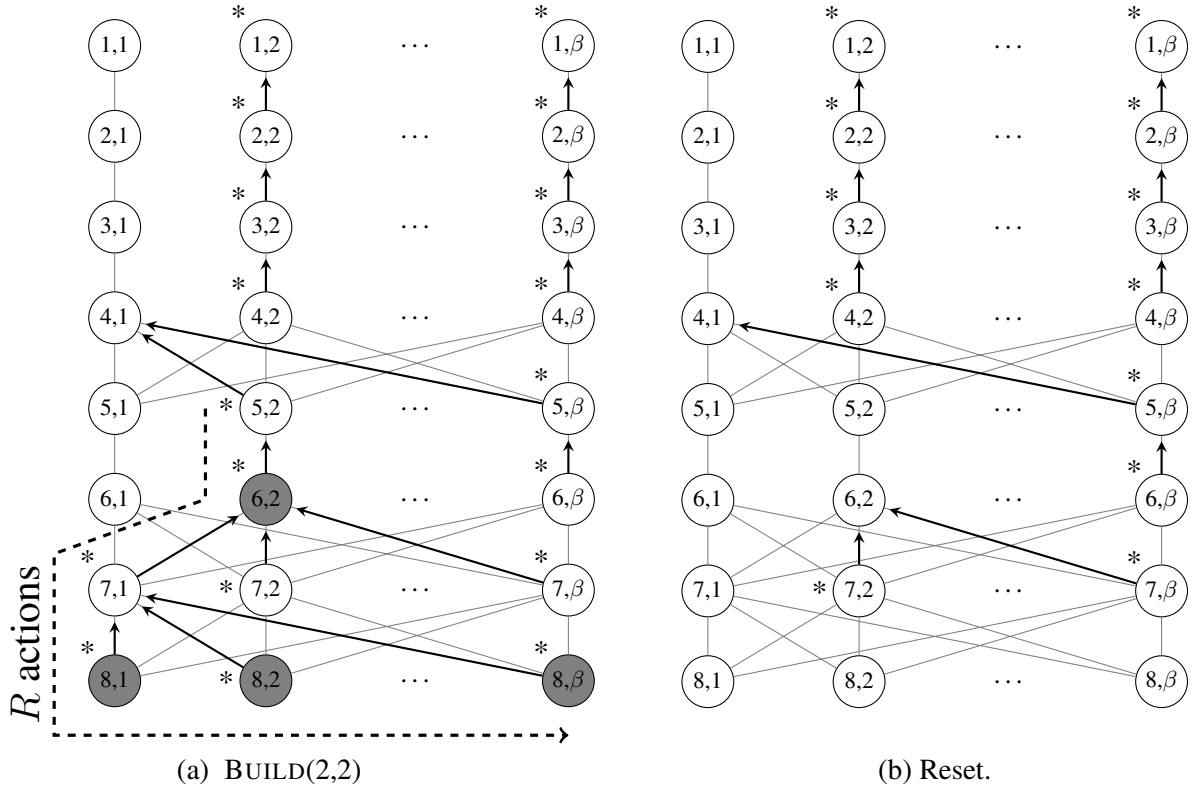 1,1 * 1,2 ··· * 1,β
2,1 * 2,2 ··· * 2,β
3,1 * 3,2 ··· * 3,β
4,1 * 4,2 ··· * 4,β
5,1 * 5,2 ··· * 5,β
6,1 * 6,2 ··· * 6,β
* 7,1 * 7,2 ··· * 7,β
* 8,1 * 8,2 ··· * 8,β
R actions
(a) BUILD(2,2)
1,1 * 1,2 ··· * 1,β
2,1 * 2,2 ··· * 2,β
3,1 * 3,2 ··· * 3,β
4,1 * 4,2 ··· * 4,β
5,1 5,2 ··· * 5,β
6,1 6,2 ··· * 6,β
7,1 * 7,2 ··· * 7,β
8,1 8,2 ··· 8,β
(b) Reset.